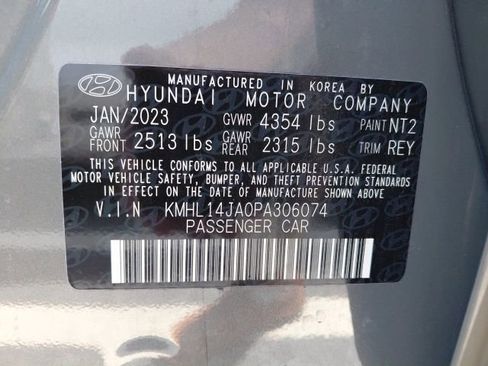 MANUFACTURED IN KOREA BY
HYUNDAI MOTOR COMPANY
JAN/2023 GVWR 4354 lbs PAINT NT2
GAWR FRONT 2513 lbs GAWR REAR 2315 lbs TRIM REY
THIS VEHICLE CONFORMS TO ALL APPLICABLE U.S.A. FEDERAL
MOTOR VEHICLE SAFETY, BUMPER, AND THEFT PREVENTION STANDARDS
IN EFFECT ON THE DATE OF MANUFACTURE SHOWN ABOVE.
V.I.N KMHL14JA0PA306074
PASSENGER CAR